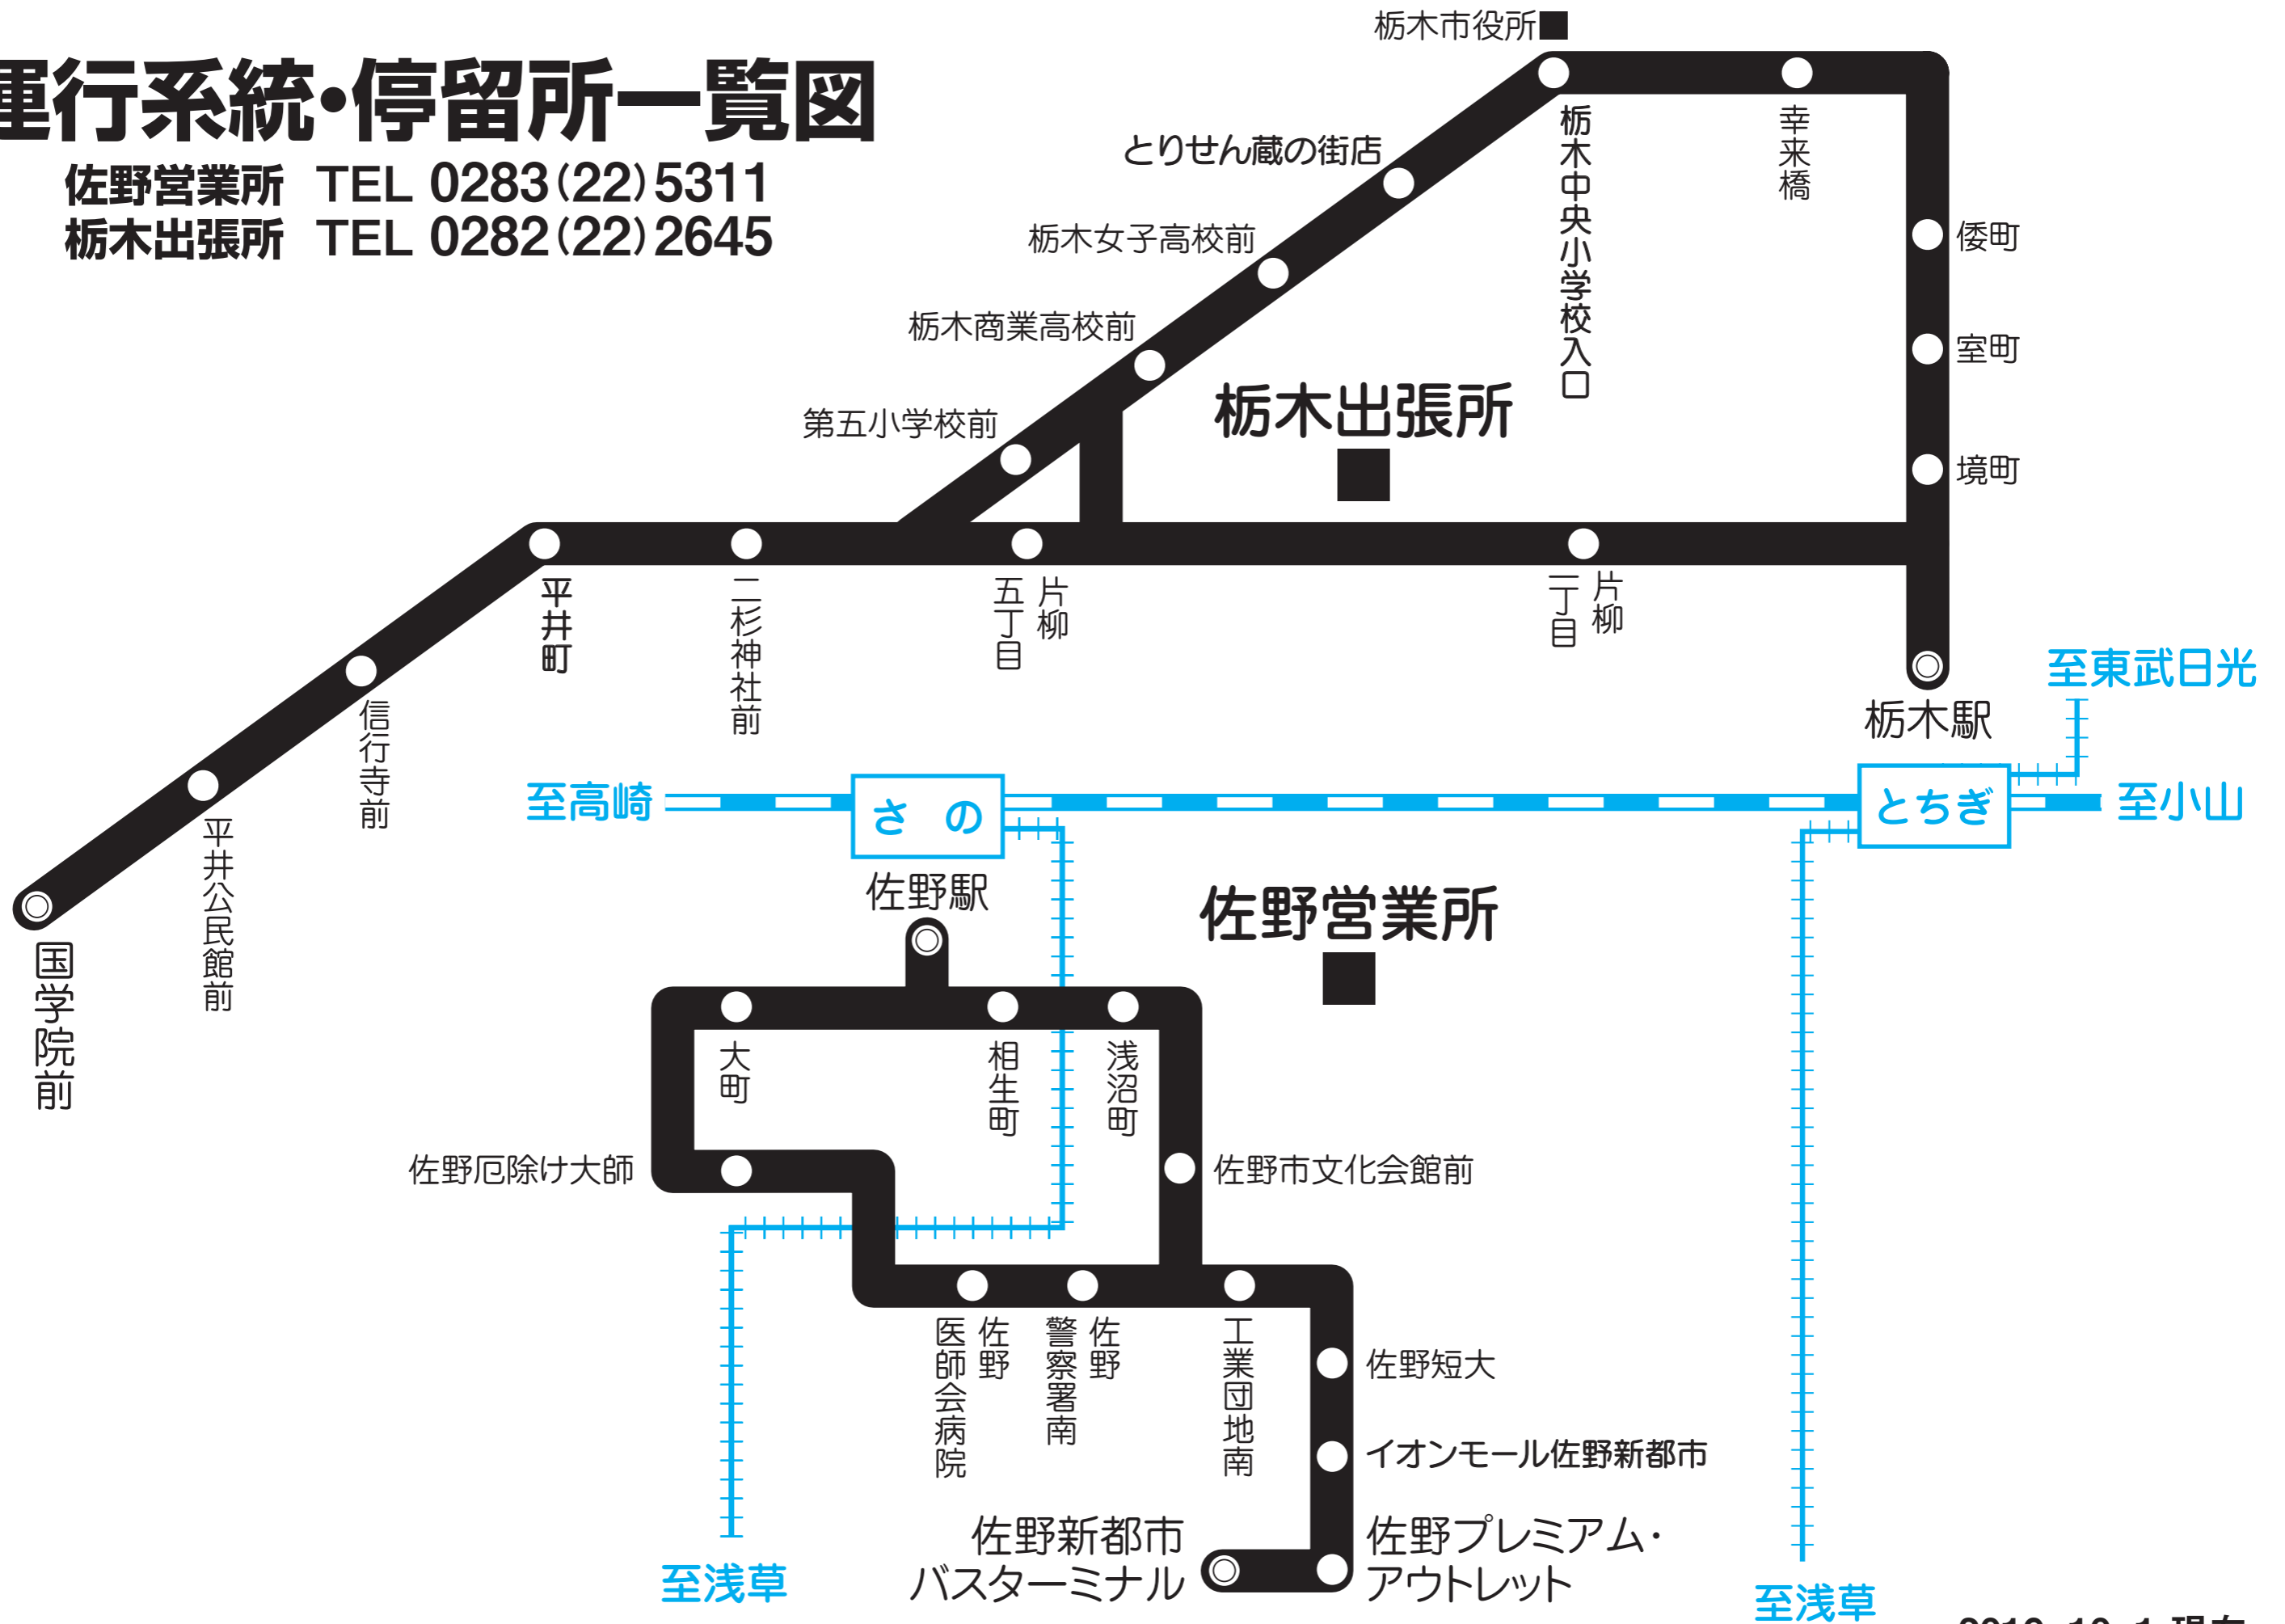 運行系統・停留所一覧図
佐野営業所 TEL 0283(22)5311
栃木出張所 TEL 0282(22)2645
栃木市役所
とりせん蔵の街店
栃木女子高校前
栃木商業高校前
第五小学校前
栃木中央小学校入口
幸来橋
倭町
室町
境町
栃木出張所
平井町
二杉神社前
片柳
五丁目
片柳
一丁目
信行寺前
平井公民館前
国学院前
栃木駅
至東武日光
至高崎
さの
とちぎ
至小山
佐野駅
佐野営業所
大町
相生町
浅沼町
佐野厄除け大師
佐野市文化会館前
佐野
医師会病院
佐野
警察署南
工業団地南
佐野短大
イオンモール佐野新都市
佐野新都市
バスターミナル
佐野プレミアム・
アウトレット
至浅草
至浅草